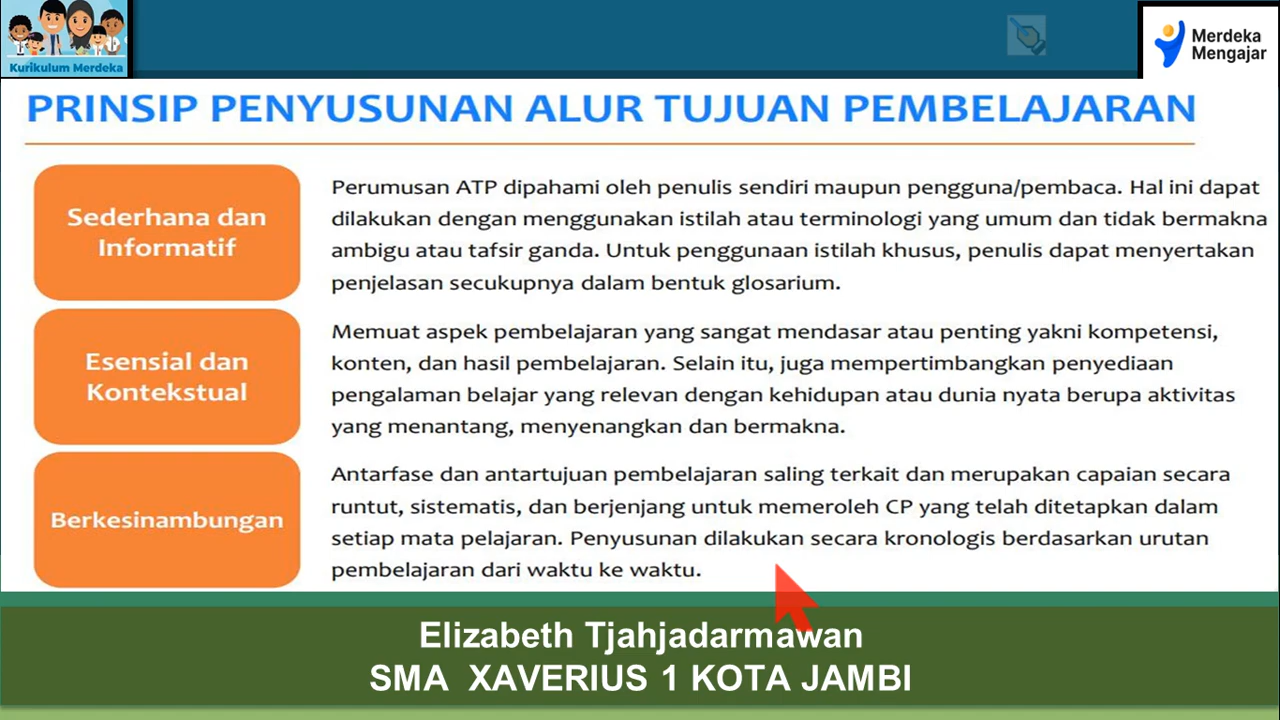 Kurikulum Merdeka
Merdeka
Mengajar
PRINSIP PENYUSUNAN ALUR TUJUAN PEMBELAJARAN
Sederhana dan
Informatif
Perumusan ATP dipahami oleh penulis sendiri maupun pengguna/pembaca. Hal ini dapat
dilakukan dengan menggunakan istilah atau terminologi yang umum dan tidak bermakna
ambigu atau tafsir ganda. Untuk penggunaan istilah khusus, penulis dapat menyertakan
penjelasan secukupnya dalam bentuk glosarium.
Esensial dan
Kontekstual
Memuat aspek pembelajaran yang sangat mendasar atau penting yakni kompetensi,
konten, dan hasil pembelajaran. Selain itu, juga mempertimbangkan penyediaan
pengalaman belajar yang relevan dengan kehidupan atau dunia nyata berupa aktivitas
yang menantang, menyenangkan dan bermakna.
Berkesinambungan
Antarfase dan antartujuan pembelajaran saling terkait dan merupakan capaian secara
runtut, sistematis, dan berjenjang untuk memeroleh CP yang telah ditetapkan dalam
setiap mata pelajaran. Penyusunan dilakukan secara kronologis berdasarkan urutan
pembelajaran dari waktu ke waktu.
Elizabeth Tjahjadarmawan
SMA XAVERIUS 1 KOTA JAMBI